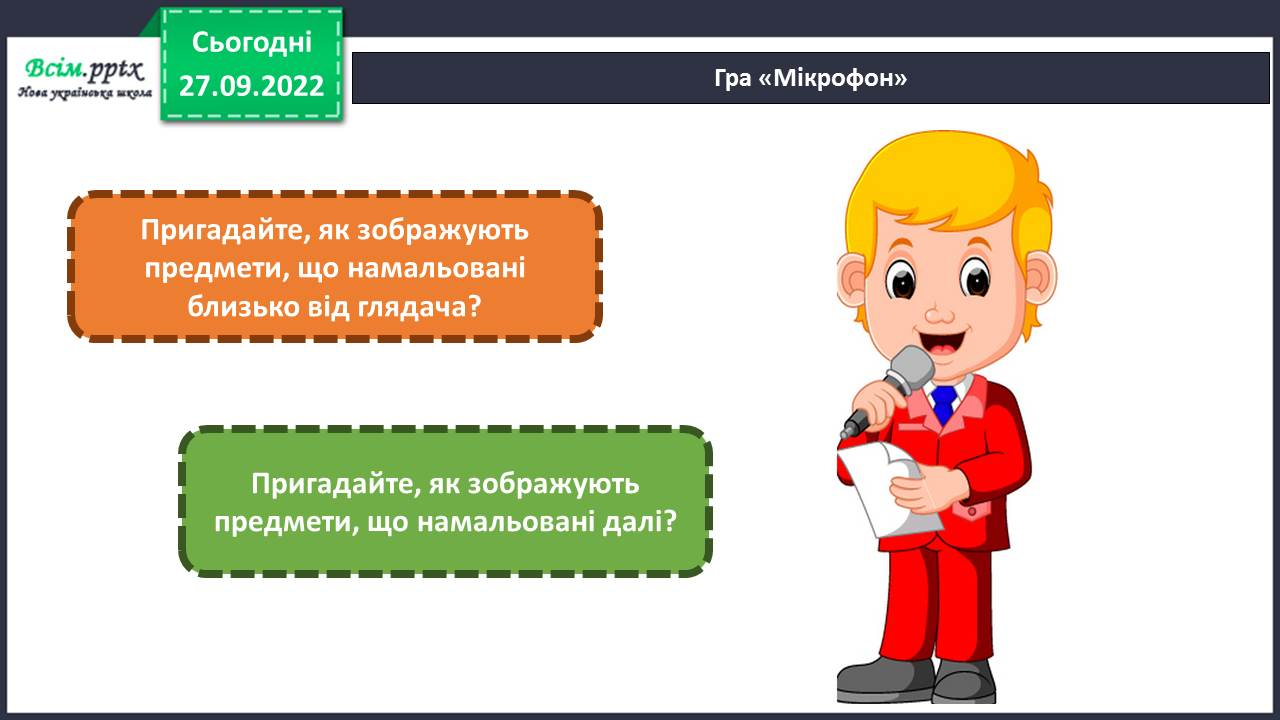 Сьогодні
27.09.2022
Всім.pptx
Нова українська школа
Гра «Мікрофон»
Пригадайте, як зображують
предмети, що намальовані
близько від глядача?
Пригадайте, як зображують
предмети, що намальовані далі?